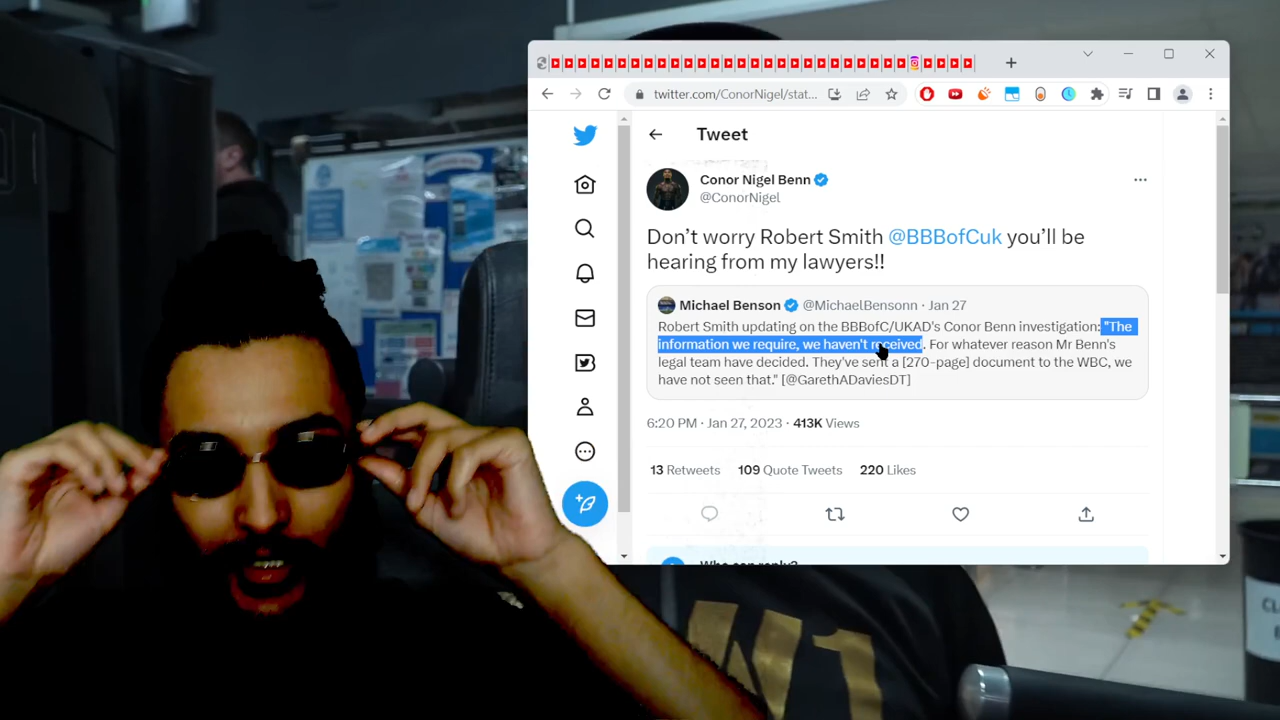 twitter.com/ConorNigel/stat...
Tweet
Conor Nigel Benn
@ConorNigel
Don’t worry Robert Smith @BBBofCuk you’ll be
hearing from my lawyers!!
Michael Benson @MichaelBensonn · Jan 27
Robert Smith updating on the BBBofC/UKAD's Conor Benn investigation: "The
information we require, we haven't received. For whatever reason Mr Benn's
legal team have decided. They've sent a [270-page] document to the WBC, we
have not seen that." [@GarethADaviesDT]
6:20 PM · Jan 27, 2023 · 413K Views
13 Retweets 109 Quote Tweets 220 Likes
Who can reply?